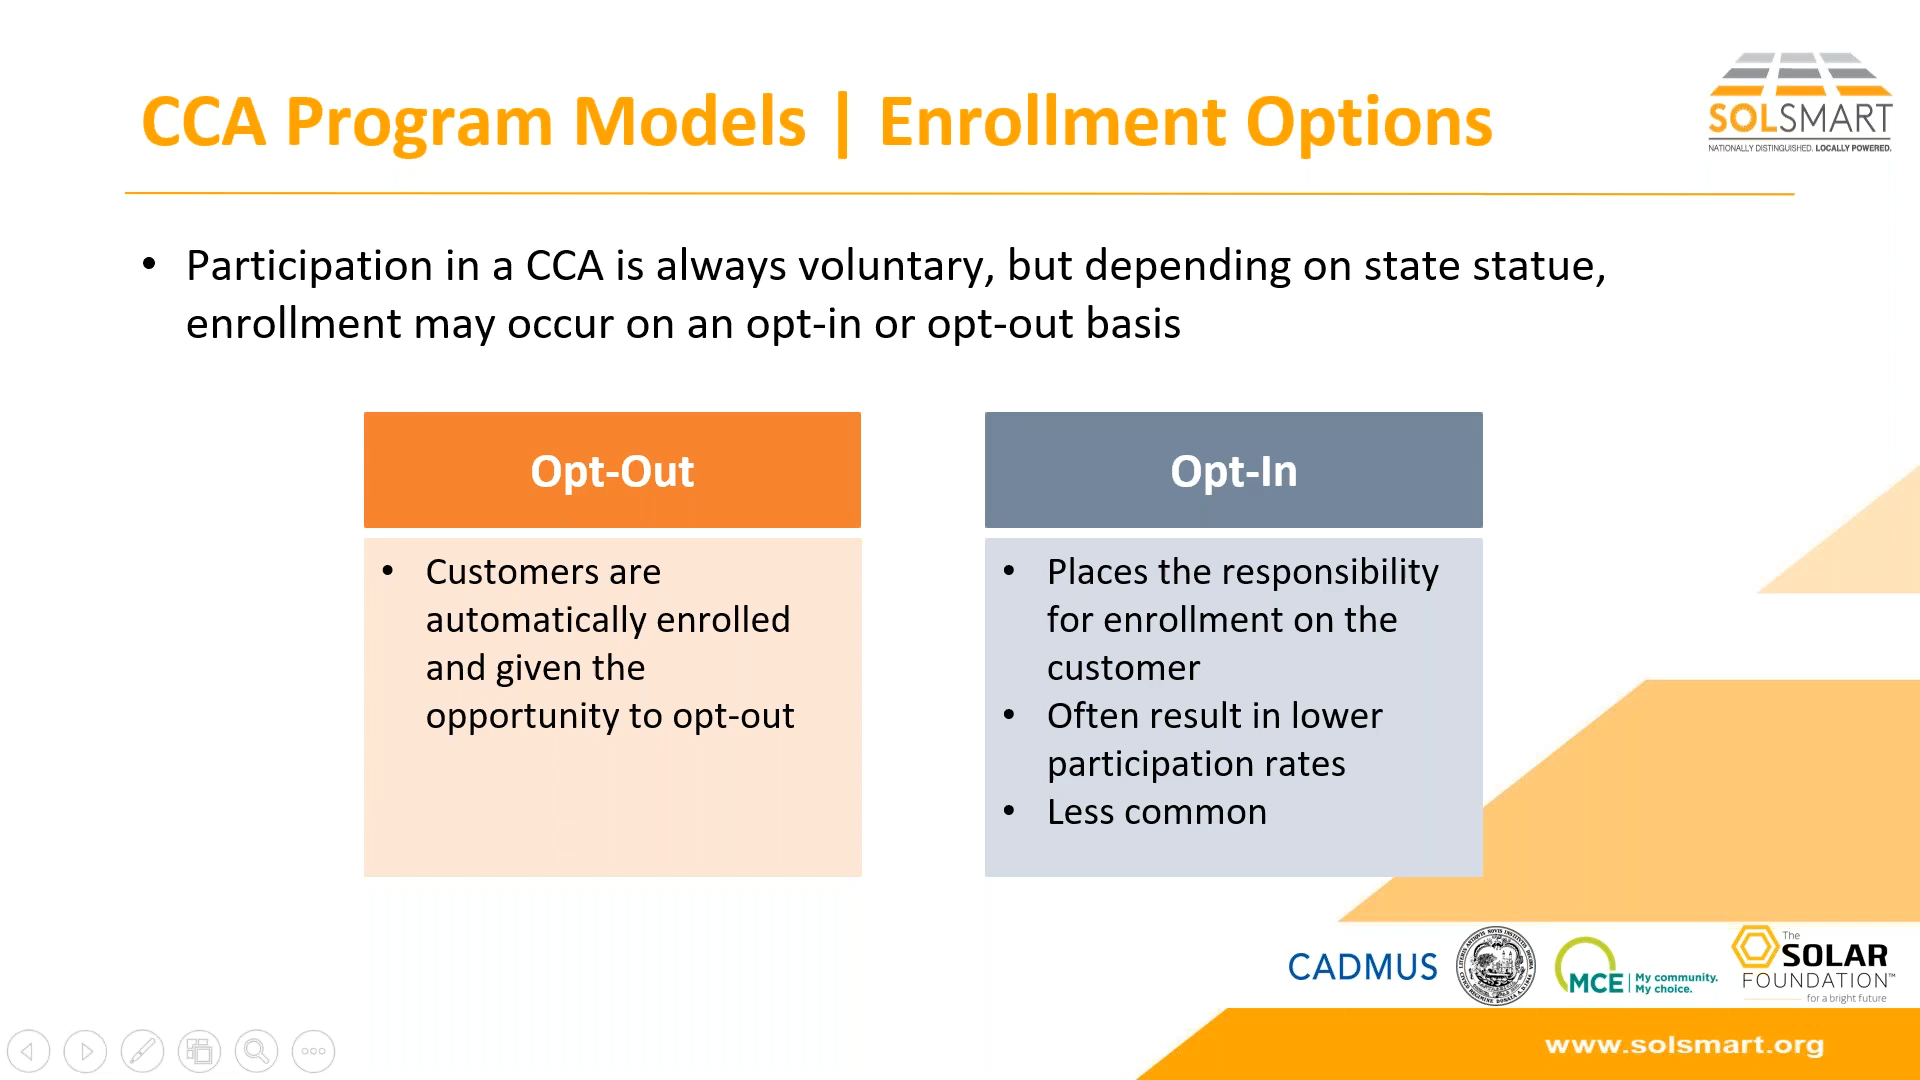 CCA Program Models | Enrollment Options
SOLSMART
NATIONALLY DISTINGUISHED. LOCALLY POWERED.
• Participation in a CCA is always voluntary, but depending on state statue,
enrollment may occur on an opt-in or opt-out basis
Opt-Out
• Customers are
automatically enrolled
and given the
opportunity to opt-out
Opt-In
• Places the responsibility
for enrollment on the
customer
• Often result in lower
participation rates
• Less common
CADMUS
MCE
My community.
My choice.
The
SOLAR
FOUNDATION™
for a bright future
www.solsmart.org